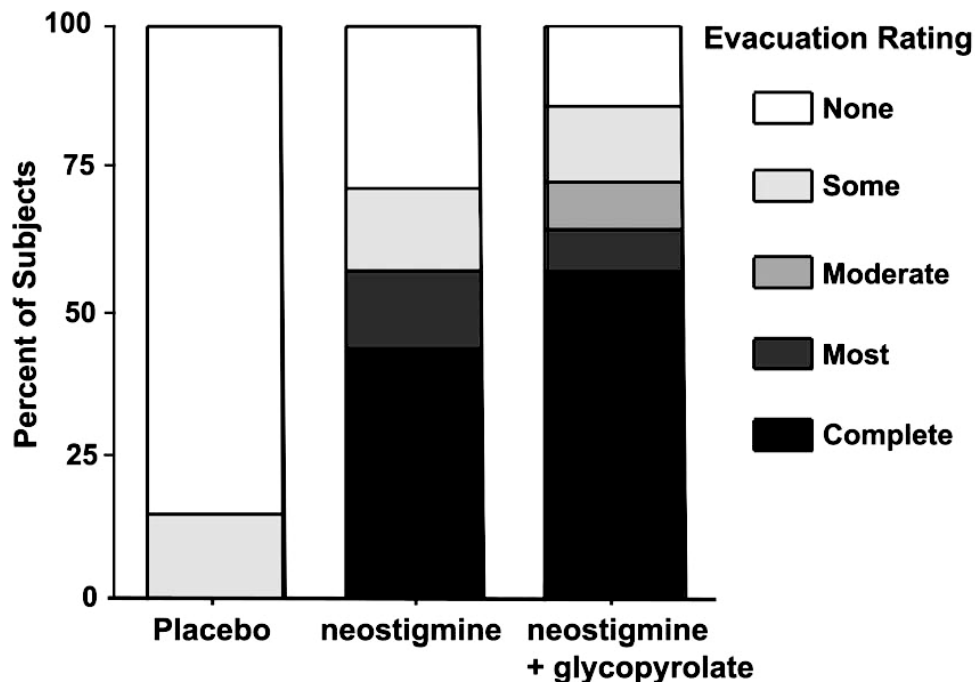 100
75
50
25
0
Percent of Subjects
Placebo
neostigmine
neostigmine
+ glycopyrolate
Evacuation Rating
None
Some
Moderate
Most
Complete